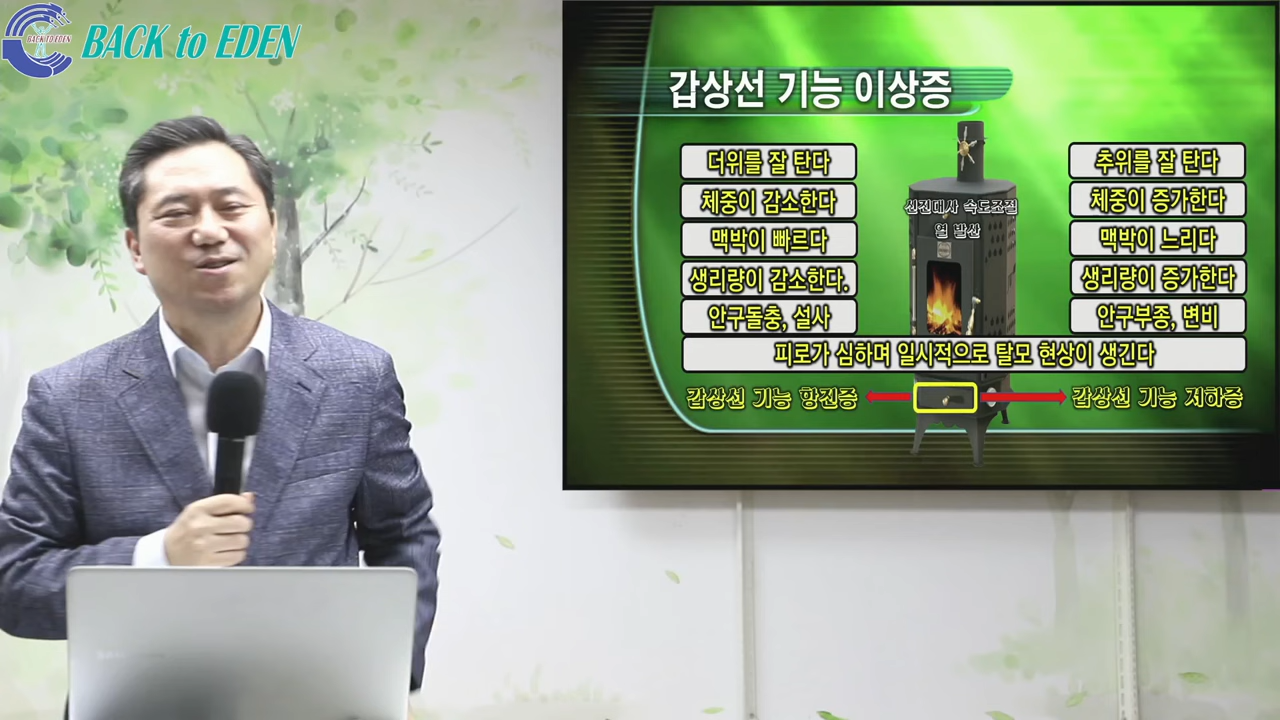 BACK TO EDEN
BACK to EDEN
갑상선 기능 이상증
더위를 잘 탄다
체중이 감소한다
맥박이 빠르다
생리량이 감소한다.
안구돌충, 설사
신진대사 속도조절
열 발산
추위를 잘 탄다
체중이 증가한다
맥박이 느리다
생리량이 증가한다
안구부종, 변비
피로가 심하며 일시적으로 탈모 현상이 생긴다
갑상선 기능 항진증
갑상선 기능 저하증